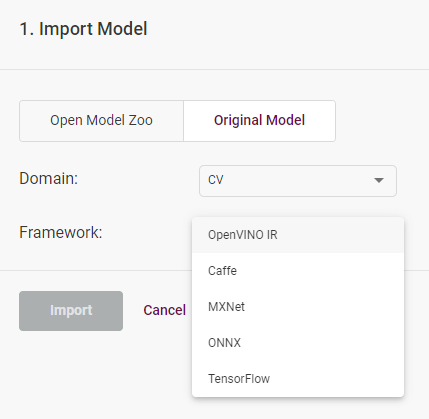 1. Import Model
Open Model Zoo
Original Model
Domain:
CV
Framework:
OpenVINO IR
Caffe
MXNet
ONNX
TensorFlow
Import
Cancel